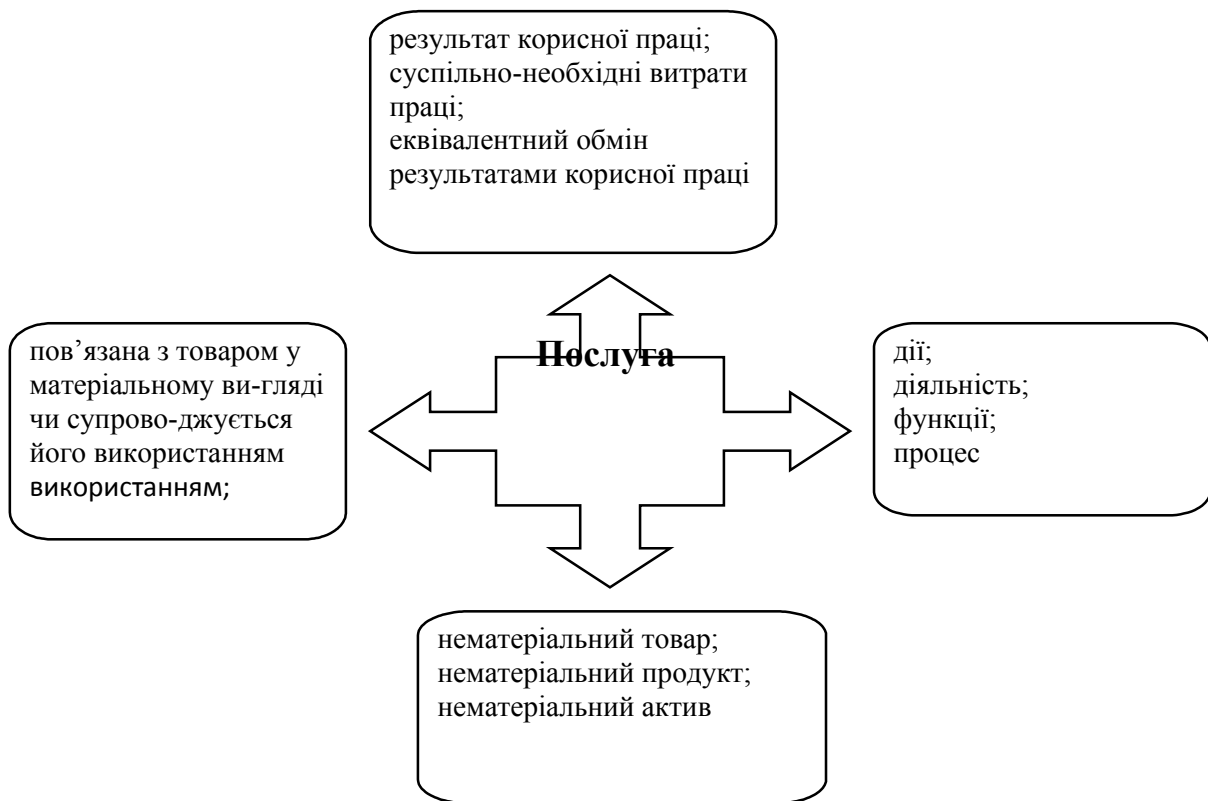 результат корисної праці;
суспільно-необхідні витрати
праці;
еквівалентний обмін
результатами корисної праці
Послуга
пов’язана з товаром у
матеріальному ви-гляді
чи супрово-джується
його використанням
використанням;
дії;
діяльність;
функції;
процес
нематеріальний товар;
нематеріальний продукт;
нематеріальний актив